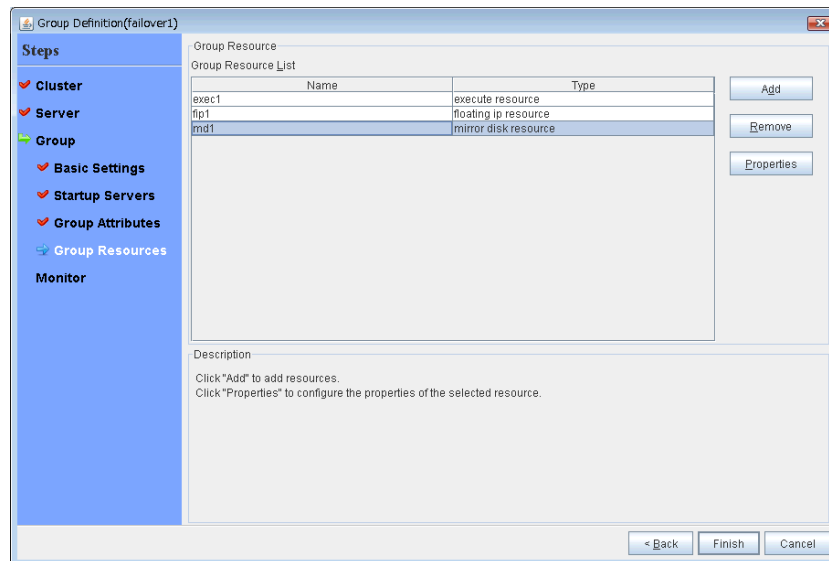 Group Definition(failover1)
Steps
Cluster
Server
Group
Basic Settings
Startup Servers
Group Attributes
Group Resources
Monitor
Group Resource
Group Resource List
Name Type
exec1 execute resource
fip1 floating ip resource
md1 mirror disk resource
Add
Remove
Properties
Description
Click "Add" to add resources.
Click "Properties" to configure the properties of the selected resource.
< Back Finish Cancel